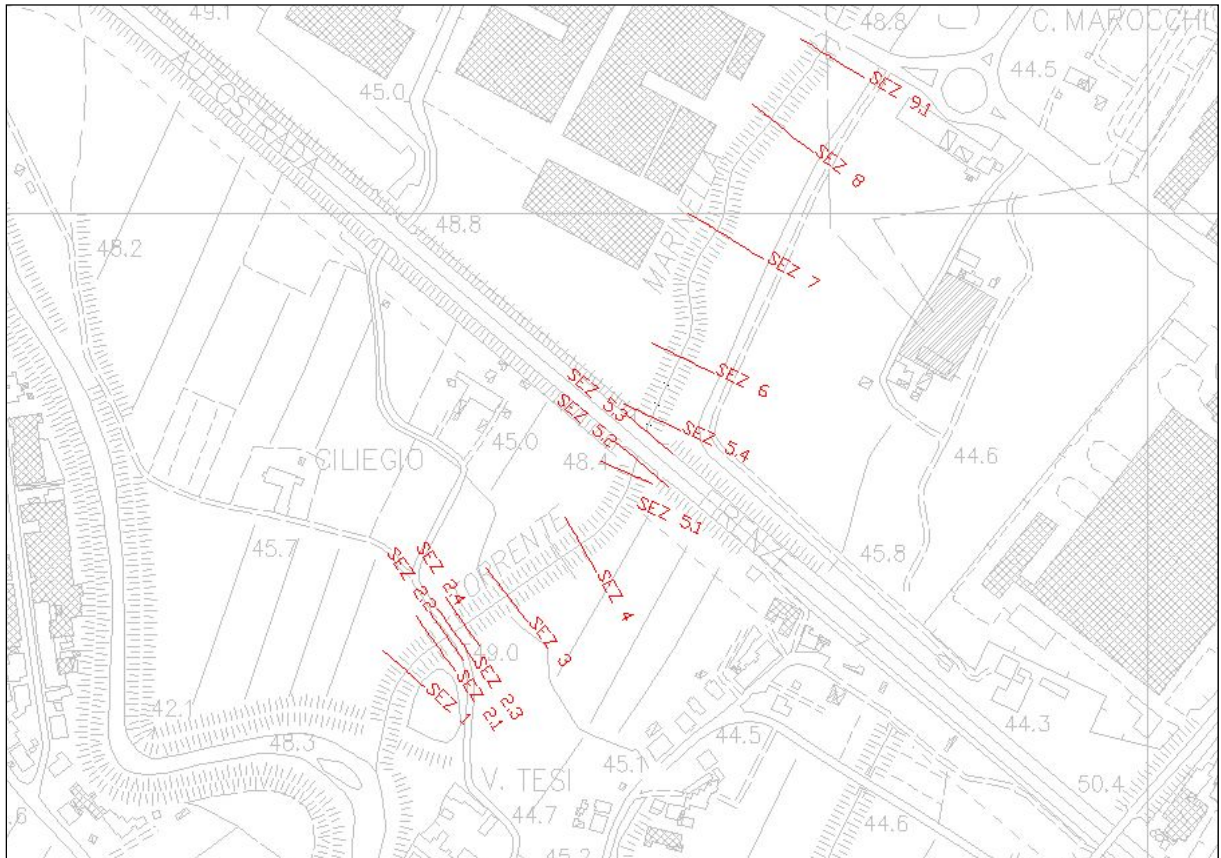 49.1
48.8
C. MAROCCHI
44.5
SEZ 9.1
45.0
AUTOSTRADA
SEZ 8
MARINELLA
48.2
48.8
SEZ 7
SEZ 6
SEZ 5.3
SEZ 5.2
SEZ 5.4
45.0
48.4
CILIEGIO
44.6
SEZ 5.1
FIRENZE
45.7
TORRENTE
45.8
SEZ 2.4
SEZ 2.2
SEZ 4
SEZ 3
49.0
SEZ 2.3
SEZ 2.1
SEZ 1
42.1
48.3
44.5
44.3
45.1
V. TESI
50.4
44.7
44.6
45.2